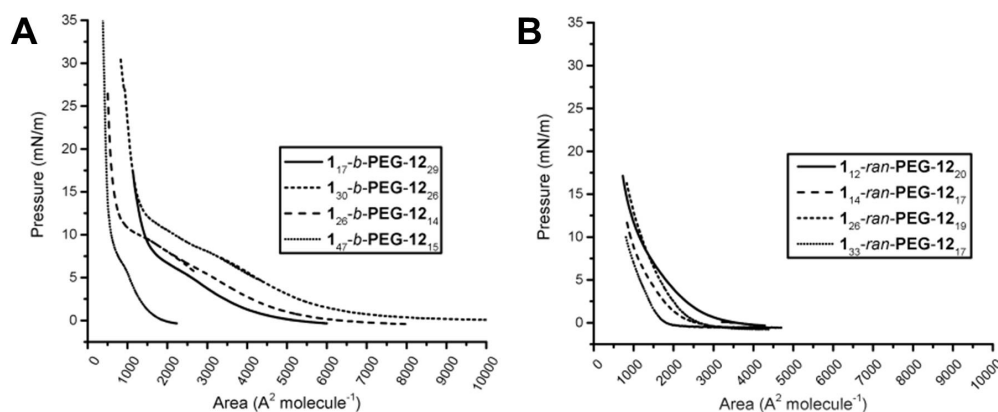 A
35
30
25
20
15
10
5
0
Pressure (mN/m)
1₁₇-b-PEG-12₂₉
1₃₀-b-PEG-12₂₆
1₂₆-b-PEG-12₁₄
1₄₇-b-PEG-12₁₅
0
1000
2000
3000
4000
5000
6000
7000
8000
9000
10000
Area (A² molecule⁻¹)
B
35
30
25
20
15
10
5
0
Pressure (mN/m)
1₁₂-ran-PEG-12₂₀
1₁₄-ran-PEG-12₁₇
1₂₆-ran-PEG-12₁₉
1₃₃-ran-PEG-12₁₇
0
1000
2000
3000
4000
5000
6000
7000
8000
9000
10000
Area (A² molecule⁻¹)